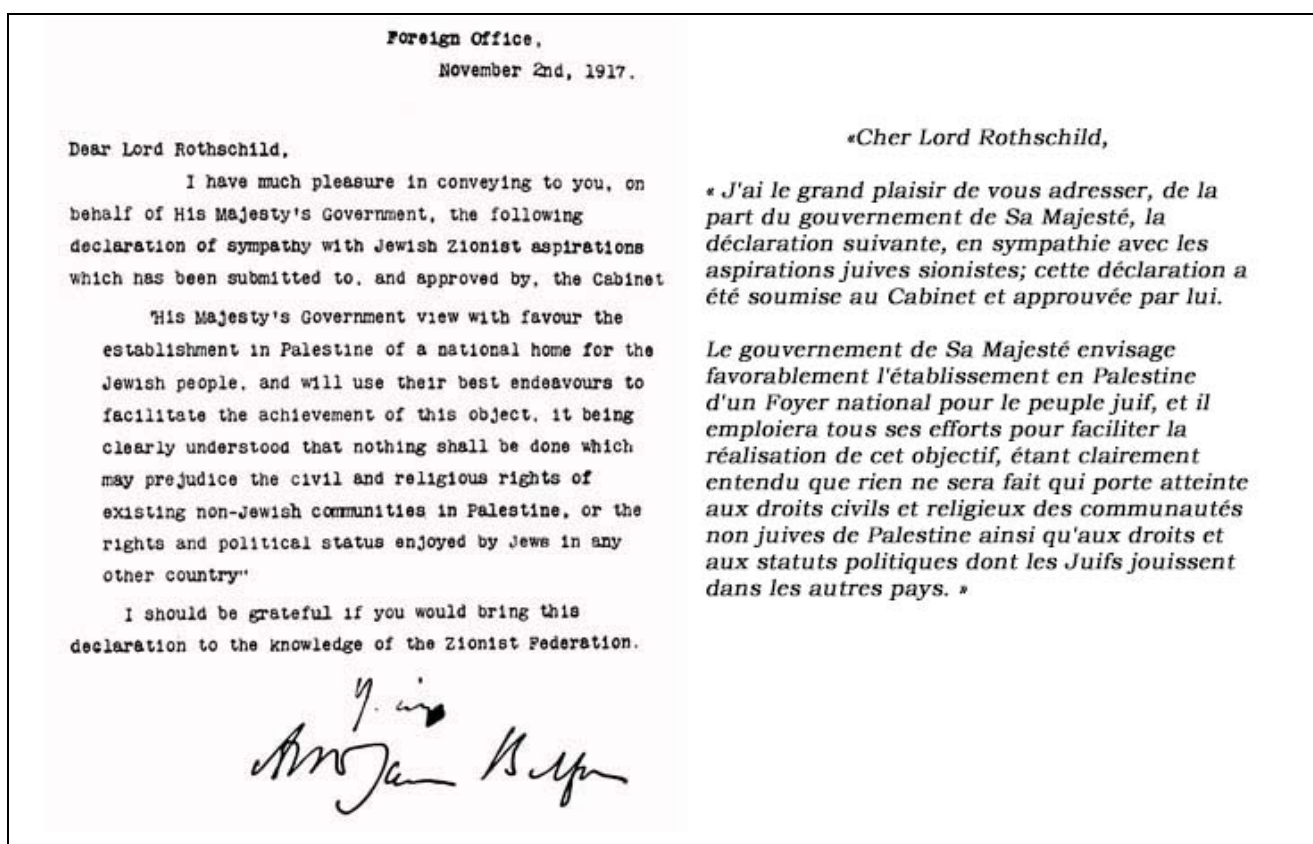 Foreign Office,
November 2nd, 1917.
Dear Lord Rothschild,
I have much pleasure in conveying to you, on
behalf of His Majesty's Government, the following
declaration of sympathy with Jewish Zionist aspirations
which has been submitted to, and approved by, the Cabinet
"His Majesty's Government view with favour the
establishment in Palestine of a national home for the
Jewish people, and will use their best endeavours to
facilitate the achievement of this object, it being
clearly understood that nothing shall be done which
may prejudice the civil and religious rights of
existing non-Jewish communities in Palestine, or the
rights and political status enjoyed by Jews in any
other country"
I should be grateful if you would bring this
declaration to the knowledge of the Zionist Federation.
«Cher Lord Rothschild,
« J'ai le grand plaisir de vous adresser, de la
part du gouvernement de Sa Majesté, la
déclaration suivante, en sympathie avec les
aspirations juives sionistes; cette déclaration a
été soumise au Cabinet et approuvée par lui.
Le gouvernement de Sa Majesté envisage
favorablement l'établissement en Palestine
d'un Foyer national pour le peuple juif, et il
emploiera tous ses efforts pour faciliter la
réalisation de cet objectif, étant clairement
entendu que rien ne sera fait qui porte atteinte
aux droits civils et religieux des communautés
non juives de Palestine ainsi qu'aux droits et
aux statuts politiques dont les Juifs jouissent
dans les autres pays. »